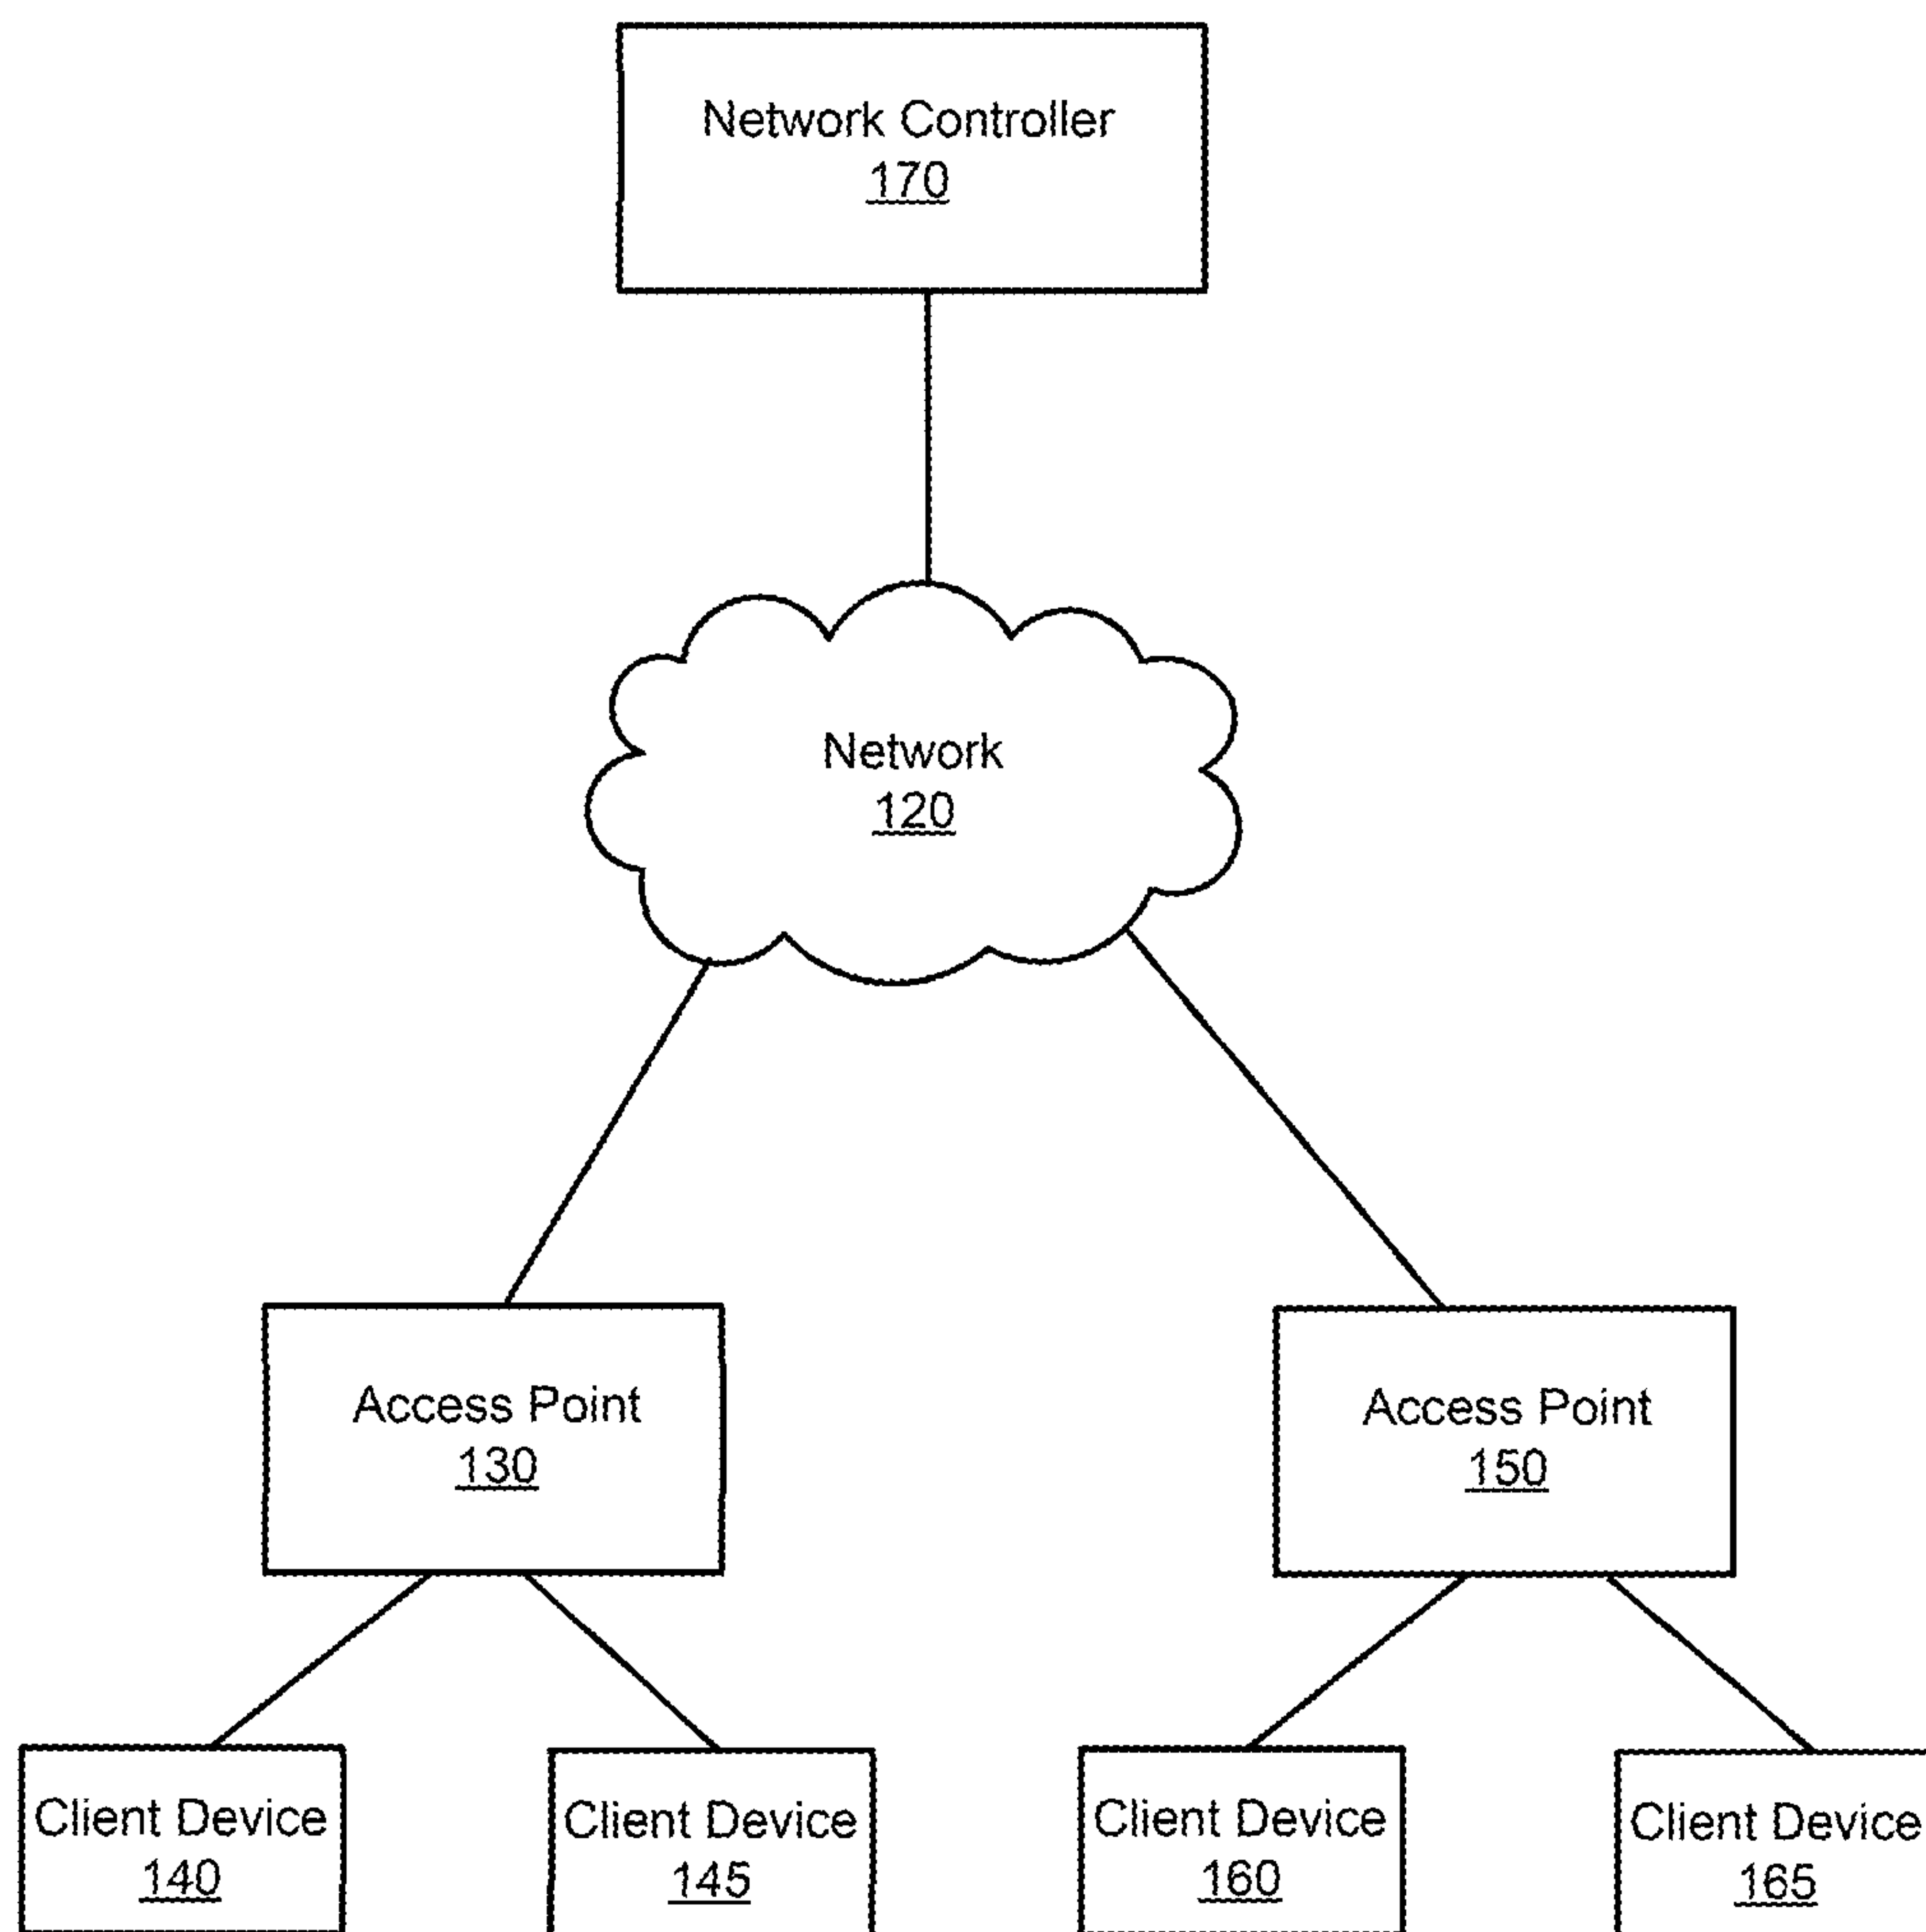 Network Controller
170
Network
120
Access Point
130
Access Point
150
Client Device
140
Client Device
145
Client Device
160
Client Device
165